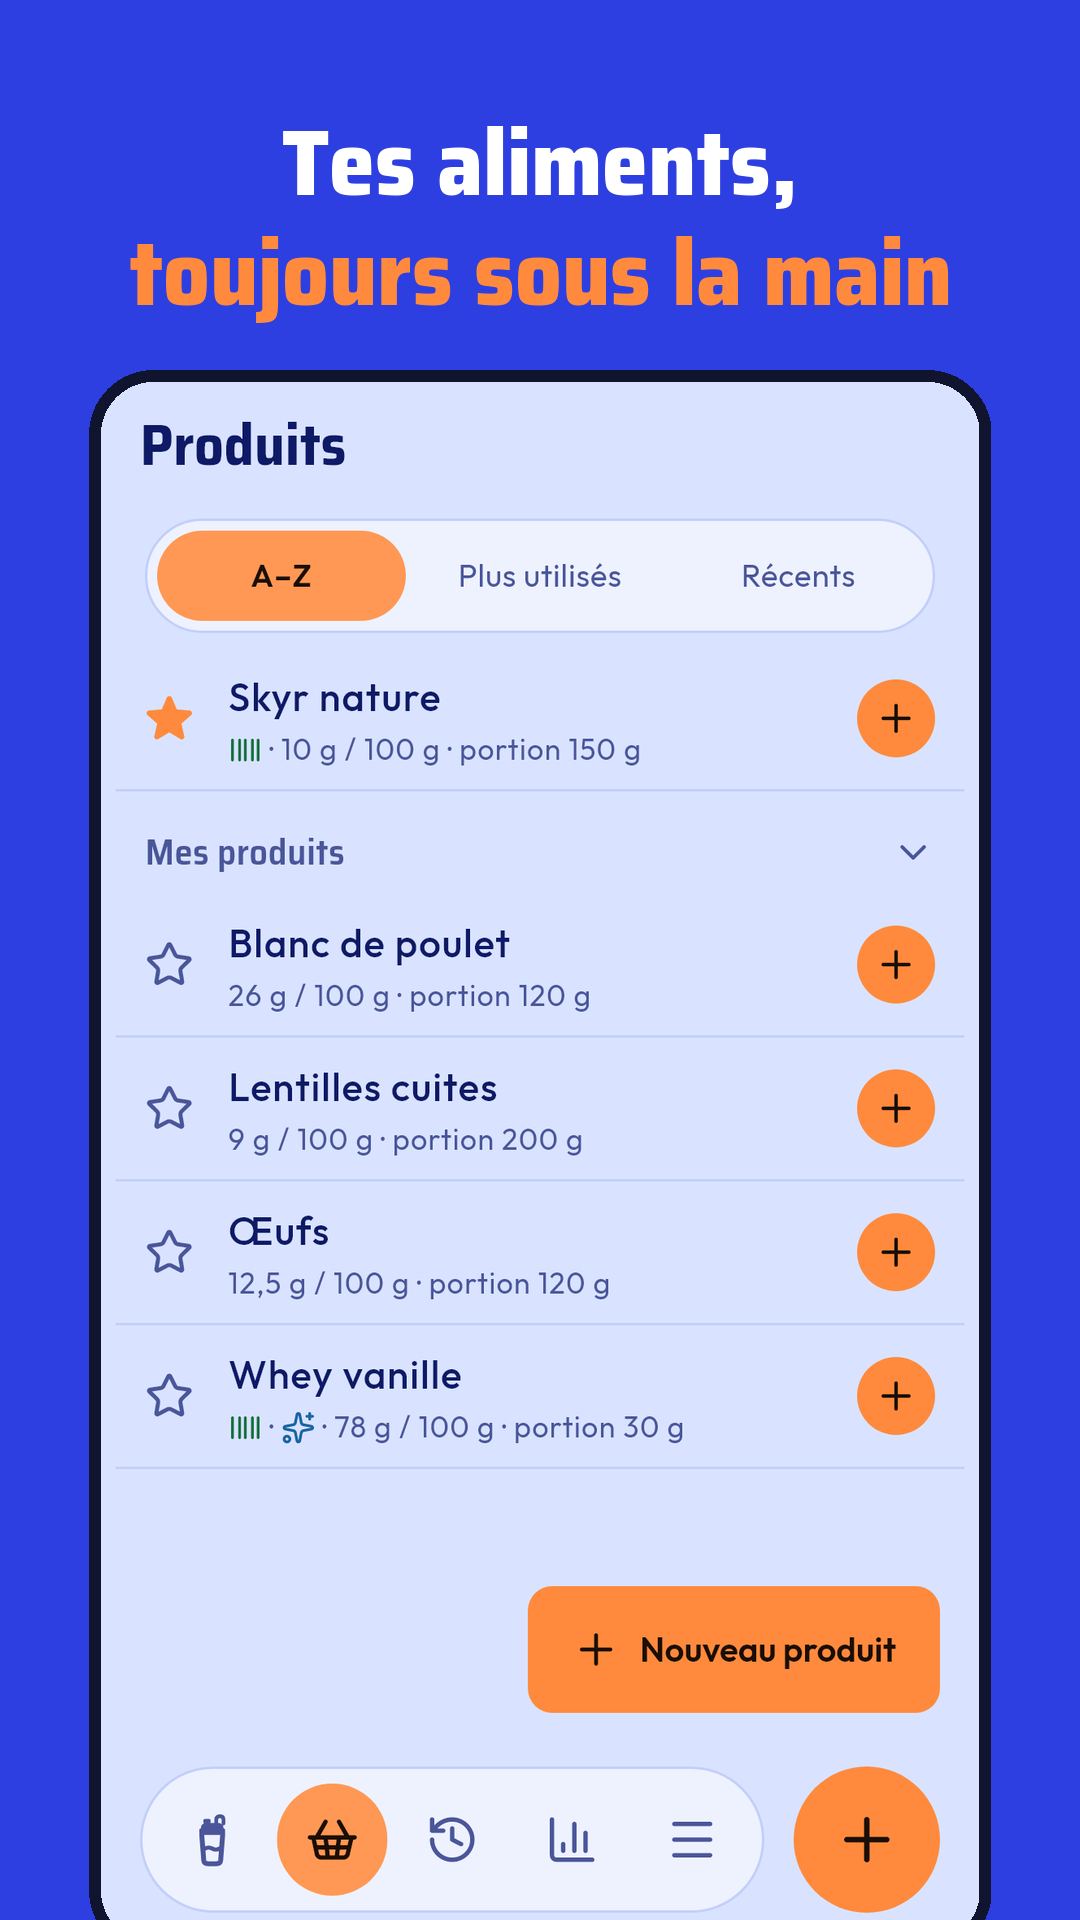 Tes aliments,
toujours sous la main
Produits
A–Z
Plus utilisés
Récents
Skyr nature
· 10 g / 100 g · portion 150 g
Mes produits
Blanc de poulet
26 g / 100 g · portion 120 g
Lentilles cuites
9 g / 100 g · portion 200 g
Œufs
12,5 g / 100 g · portion 120 g
Whey vanille
· · 78 g / 100 g · portion 30 g
Nouveau produit